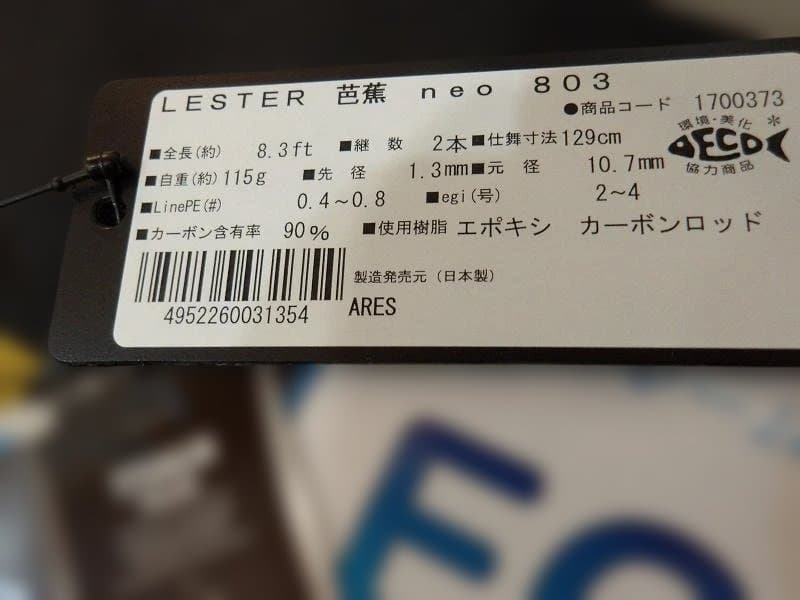 LESTER 芭蕉 neo 803
●商品コード 1700373
■全長(約) 8.3ft ■継 数 2本 ■仕舞寸法 129cm
■自重(約) 115g ■先 径 1.3mm ■元 径 10.7mm
■LinePE(#) 0.4～0.8 ■egi(号) 2～4
■カーボン含有率 90% ■使用樹脂 エポキシ カーボンロッド
環境・美化
ECO
協力商品
製造発売元 (日本製)
4952260031354 ARES